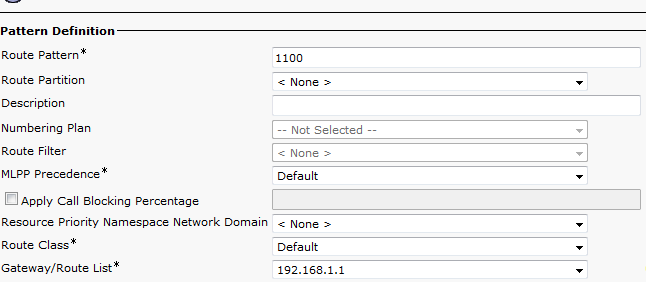 Pattern Definition
Route Pattern* 1100
Route Partition < None >
Description
Numbering Plan -- Not Selected --
Route Filter < None >
MLPP Precedence* Default
Apply Call Blocking Percentage
Resource Priority Namespace Network Domain < None >
Route Class* Default
Gateway/Route List* 192.168.1.1